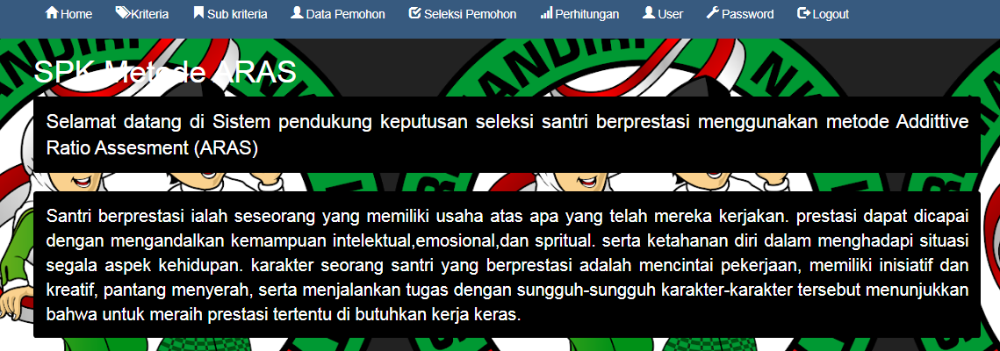 Home Kriteria Sub kriteria Data Pemohon Seleksi Pemohon Perhitungan User Password Logout
SPK Metode ARAS
Selamat datang di Sistem pendukung keputusan seleksi santri berprestasi menggunakan metode Addittive
Ratio Assesment (ARAS)
Santri berprestasi ialah seseorang yang memiliki usaha atas apa yang telah mereka kerjakan. prestasi dapat dicapai
dengan mengandalkan kemampuan intelektual,emosional,dan spritual. serta ketahanan diri dalam menghadapi situasi
segala aspek kehidupan. karakter seorang santri yang berprestasi adalah mencintai pekerjaan, memiliki inisiatif dan
kreatif, pantang menyerah, serta menjalankan tugas dengan sungguh-sungguh karakter-karakter tersebut menunjukkan
bahwa untuk meraih prestasi tertentu di butuhkan kerja keras.